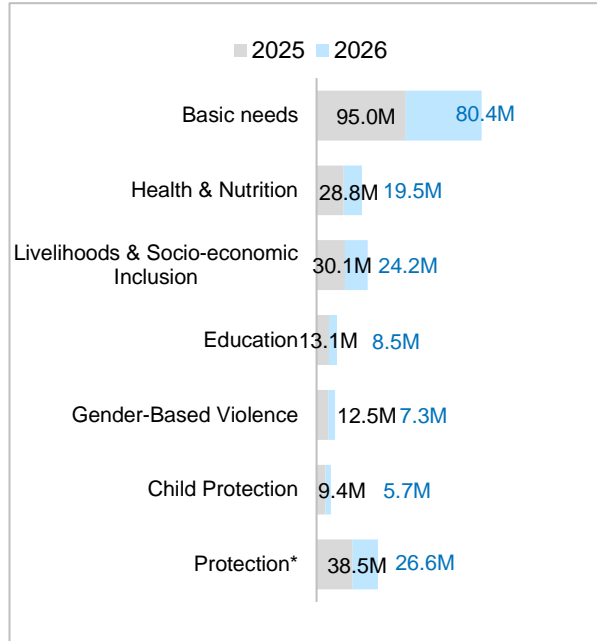 2025 2026
Basic needs 95.0M 80.4M
Health & Nutrition 28.8M 19.5M
Livelihoods & Socio-economic
Inclusion 30.1M 24.2M
Education 13.1M 8.5M
Gender-Based Violence 12.5M 7.3M
Child Protection 9.4M 5.7M
Protection* 38.5M 26.6M